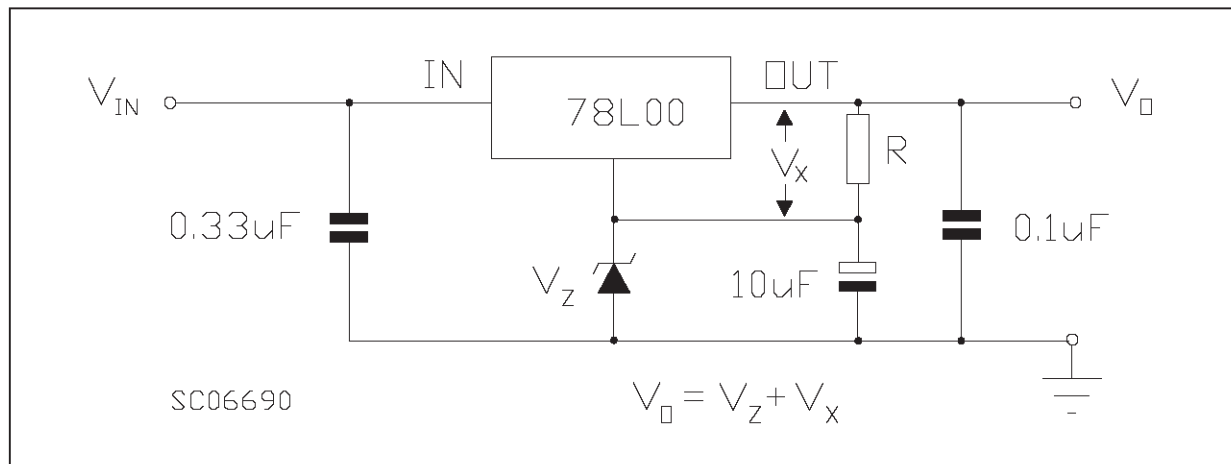 V_IN
IN
78L00
OUT
V_O
V_X
R
0.33uF
V_Z
10uF
0.1uF
SC06690
V_O = V_Z + V_X